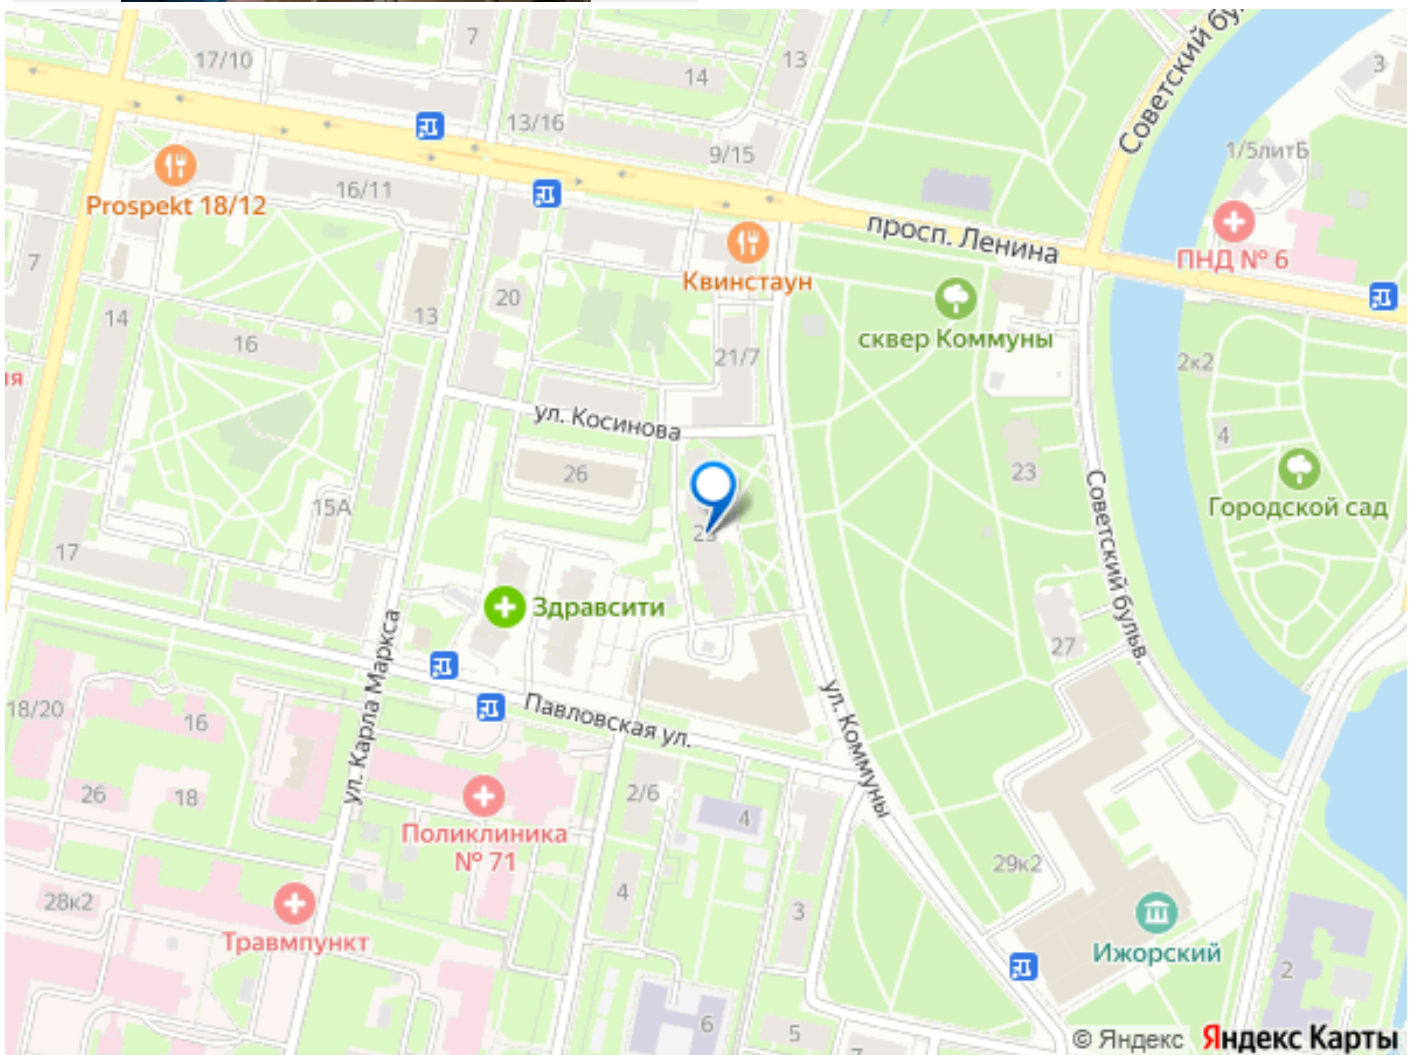 Советский бу
7
17/10
14
13
3
13/16
9/15
1/5литБ
16/11
Prospekt 18/12
просп. Ленина
ПНД № 6
7
Квинстаун
20
14
13
16
сквер Коммуны
21/7
2к2
ия
ул. Косинова
4
26
23
15А
Городской сад
17
Советский бульв.
Здравсити
27
ул. Карла Маркса
18/20
16
Павловская ул.
ул. Коммуны
26
18
2/6
4
Поликлиника
№ 71
29к2
28к2
4
3
Травмпункт
Ижорский
2
6
5
7
© Яндекс Яндекс Карты